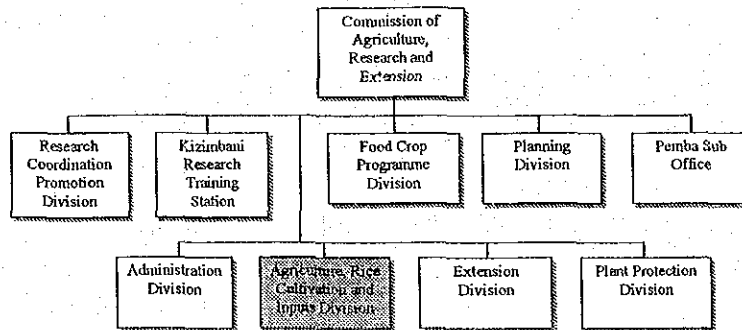 Commission of
Agriculture,
Research and
Extension
Research
Coordination
Promotion
Division
Kizimbani
Research
Training
Station
Food Crop
Programme
Division
Planning
Division
Pemba Sub
Office
Administration
Division
Agriculture, Rice
Cultivation and
Inputs Division
Extension
Division
Plant Protection
Division